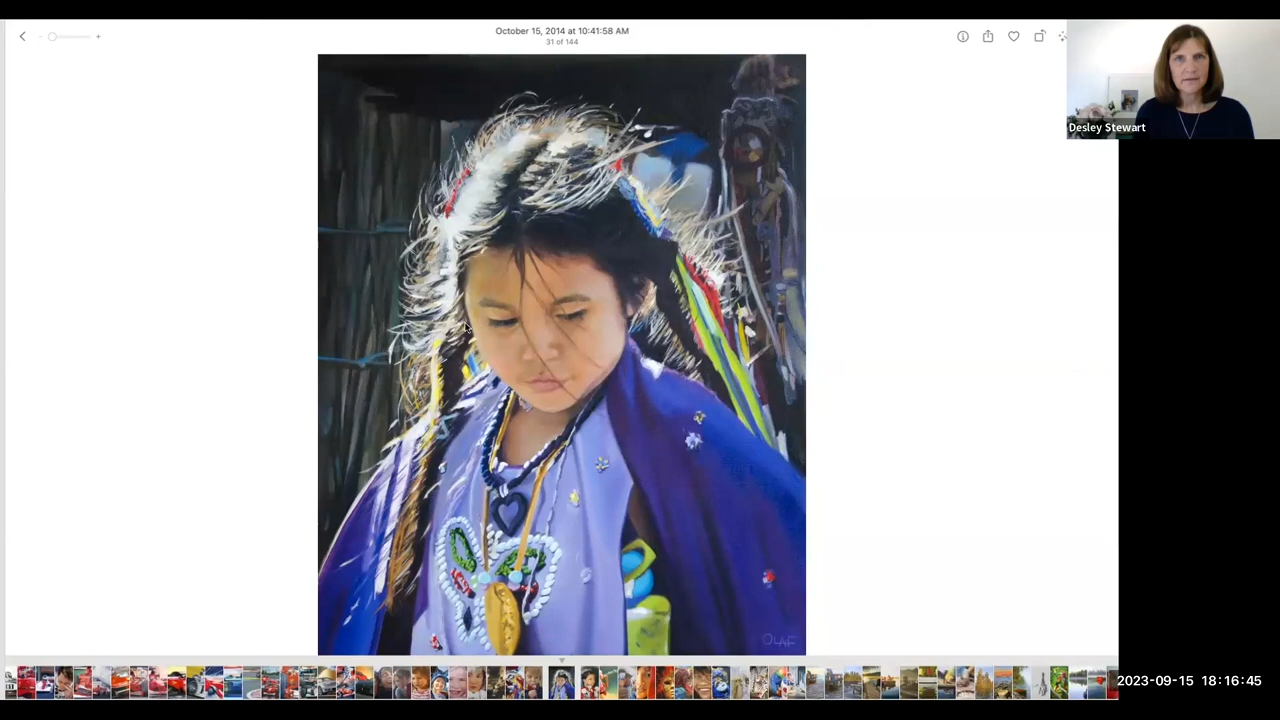 October 15, 2014 at 10:41:58 AM
31 of 144
Desley Stewart
OLAF
2023-09-15 18:16:45